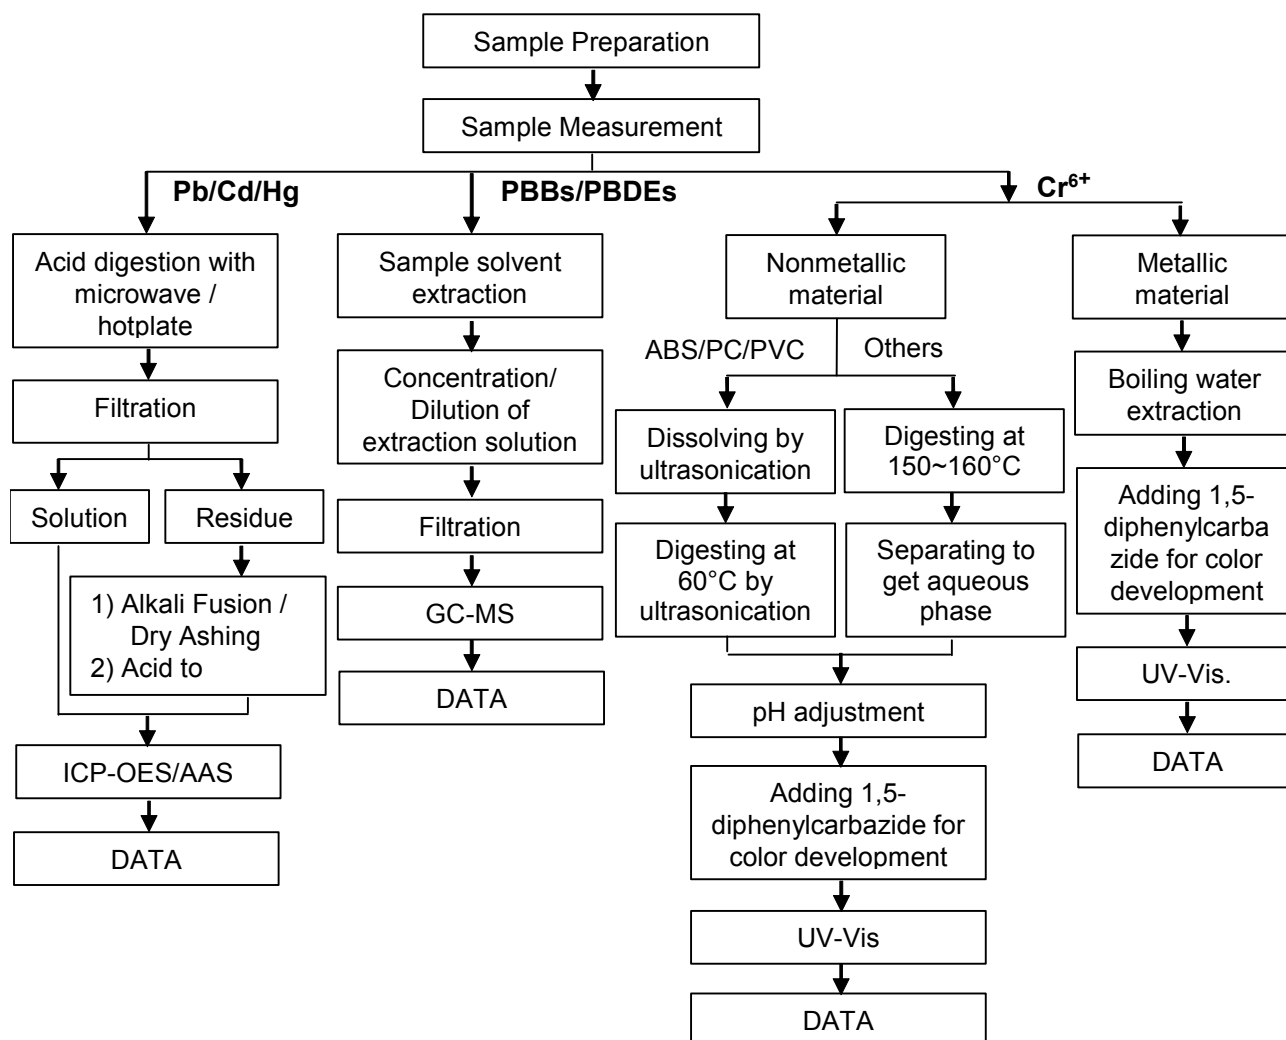 Sample Preparation
Sample Measurement
Pb/Cd/Hg
PBBs/PBDEs
Cr⁶⁺
Acid digestion with
microwave /
hotplate
Filtration
Solution
Residue
1) Alkali Fusion /
Dry Ashing
2) Acid to
ICP-OES/AAS
DATA
Sample solvent
extraction
Concentration/
Dilution of
extraction solution
Filtration
GC-MS
DATA
Nonmetallic
material
ABS/PC/PVC
Others
Dissolving by
ultrasonication
Digesting at
60°C by
ultrasonication
Digesting at
150~160°C
Separating to
get aqueous
phase
pH adjustment
Adding 1,5-
diphenylcarbazide for
color development
UV-Vis
DATA
Metallic
material
Boiling water
extraction
Adding 1,5-
diphenylcarba
zide for color
development
UV-Vis.
DATA